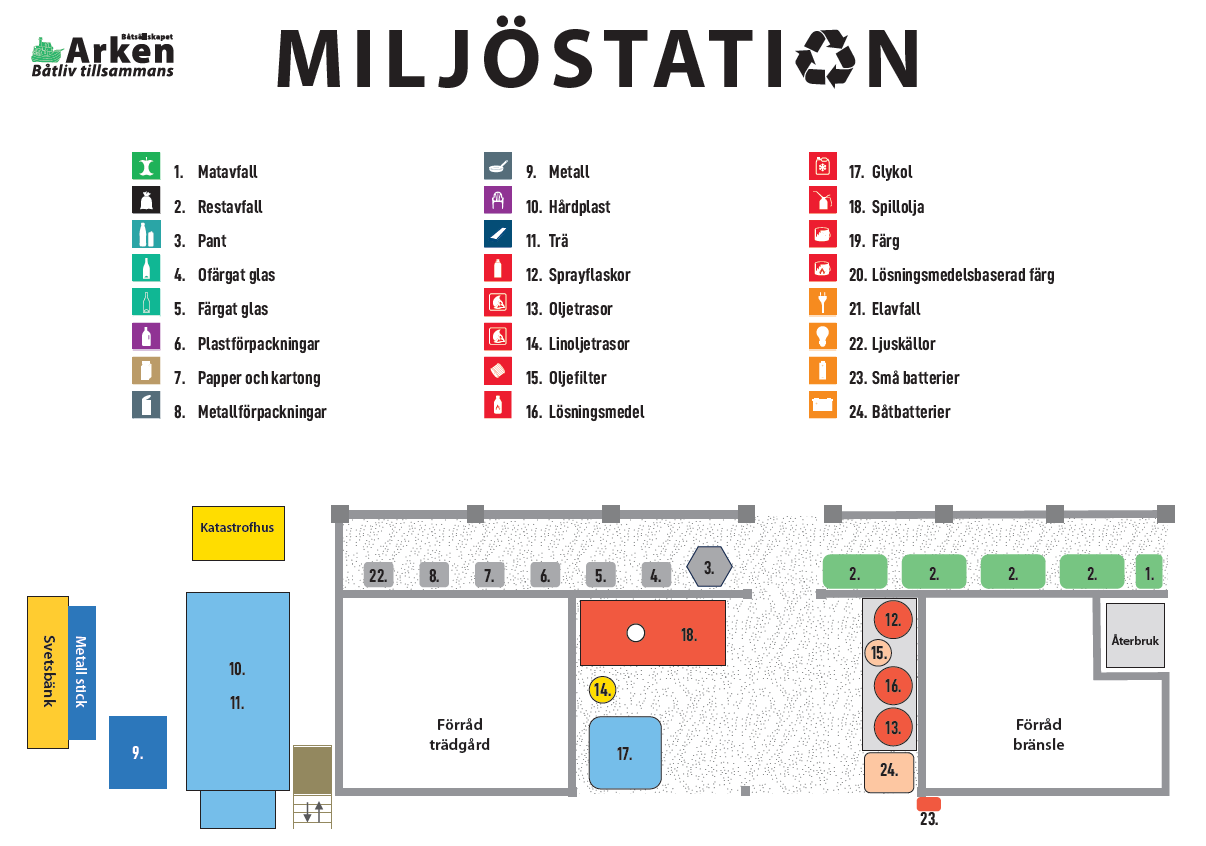 Båtsällskapet
Arken
Båtliv tillsammans
MILJÖSTATION
1. Matavfall
2. Restavfall
3. Pant
4. Ofärgat glas
5. Färgat glas
6. Plastförpackningar
7. Papper och kartong
8. Metallförpackningar
9. Metall
10. Hårdplast
11. Trä
12. Sprayflaskor
13. Oljetrasor
14. Linoljetrasor
15. Oljefilter
16. Lösningsmedel
17. Glykol
18. Spillolja
19. Färg
20. Lösningsmedelsbaserad färg
21. Elavfall
22. Ljuskällor
23. Små batterier
24. Båtbatterier
Katastrofhus
Svetsbänk
Metall stick
9.
10.
11.
22.
8.
7.
6.
5.
4.
3.
2.
2.
2.
2.
1.
Förråd
trädgård
18.
14.
17.
12.
15.
16.
13.
24.
23.
Återbruk
Förråd
bränsle